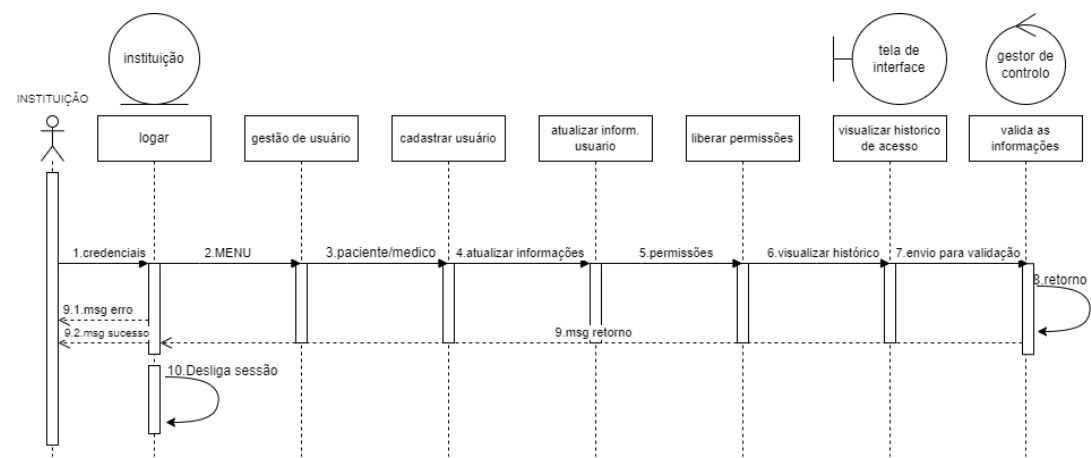 instituição
tela de
interface
gestor de
controlo
INSTITUIÇÃO
logar
gestão de usuário
cadastrar usuário
atualizar inform.
usuario
liberar permissões
visualizar historico
de acesso
valida as
informações
1.credenciais
2.MENU
3.paciente/medico
4.atualizar informações
5.permissões
6.visualizar histórico
7.envio para validação
8.retorno
9.1.msg erro
9.2.msg sucesso
9.msg retorno
10.Desliga sessão